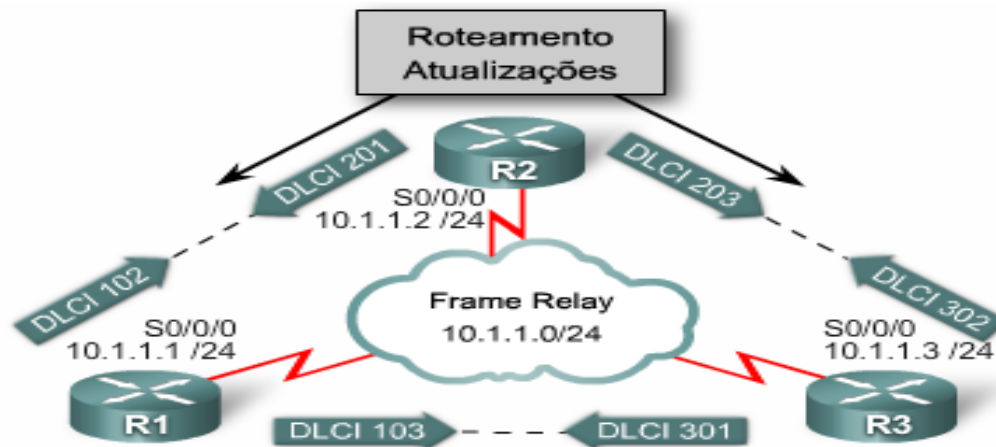 Roteamento
Atualizações
DLCI 201
R2
DLCI 203
S0/0/0
10.1.1.2 /24
DLCI 102
Frame Relay
10.1.1.0/24
DLCI 302
S0/0/0
10.1.1.1 /24
S0/0/0
10.1.1.3 /24
R1
DLCI 103
DLCI 301
R3